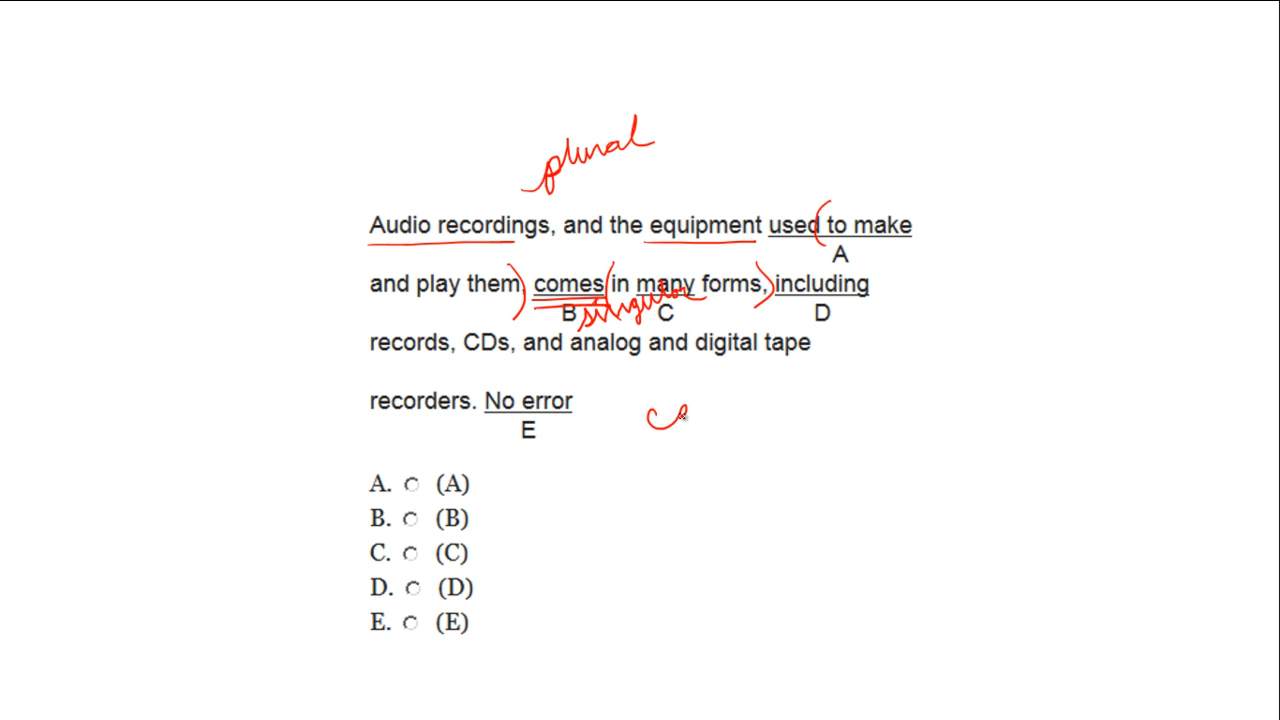 plural
Audio recordings, and the equipment used to make
A
and play them, comes in many forms, including
B singular C D
records, CDs, and analog and digital tape
recorders. No error
E
A. (A)
B. (B)
C. (C)
D. (D)
E. (E)